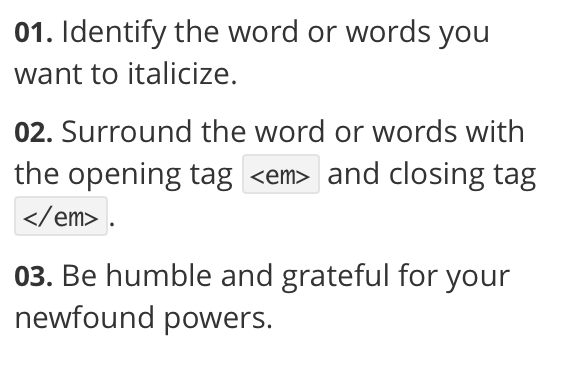 01. Identify the word or words you
want to italicize.
02. Surround the word or words with
the opening tag <em> and closing tag
</em>.
03. Be humble and grateful for your
newfound powers.